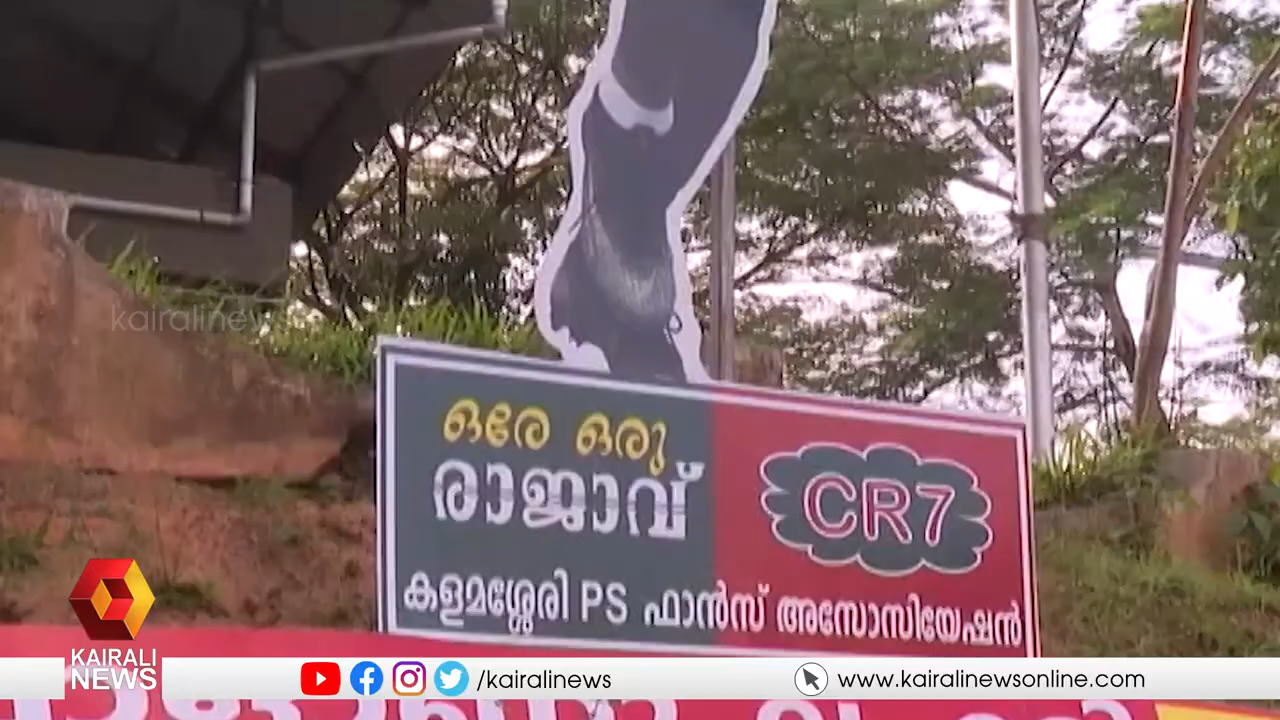 kairalinews
ഒരേ ഒരു
രാജാവ്
CR7
കളമശ്ശേരി PS ഫാൻസ് അസോസിയേഷൻ
KAIRALI
NEWS
/kairalinews
www.kairalinewsonline.com